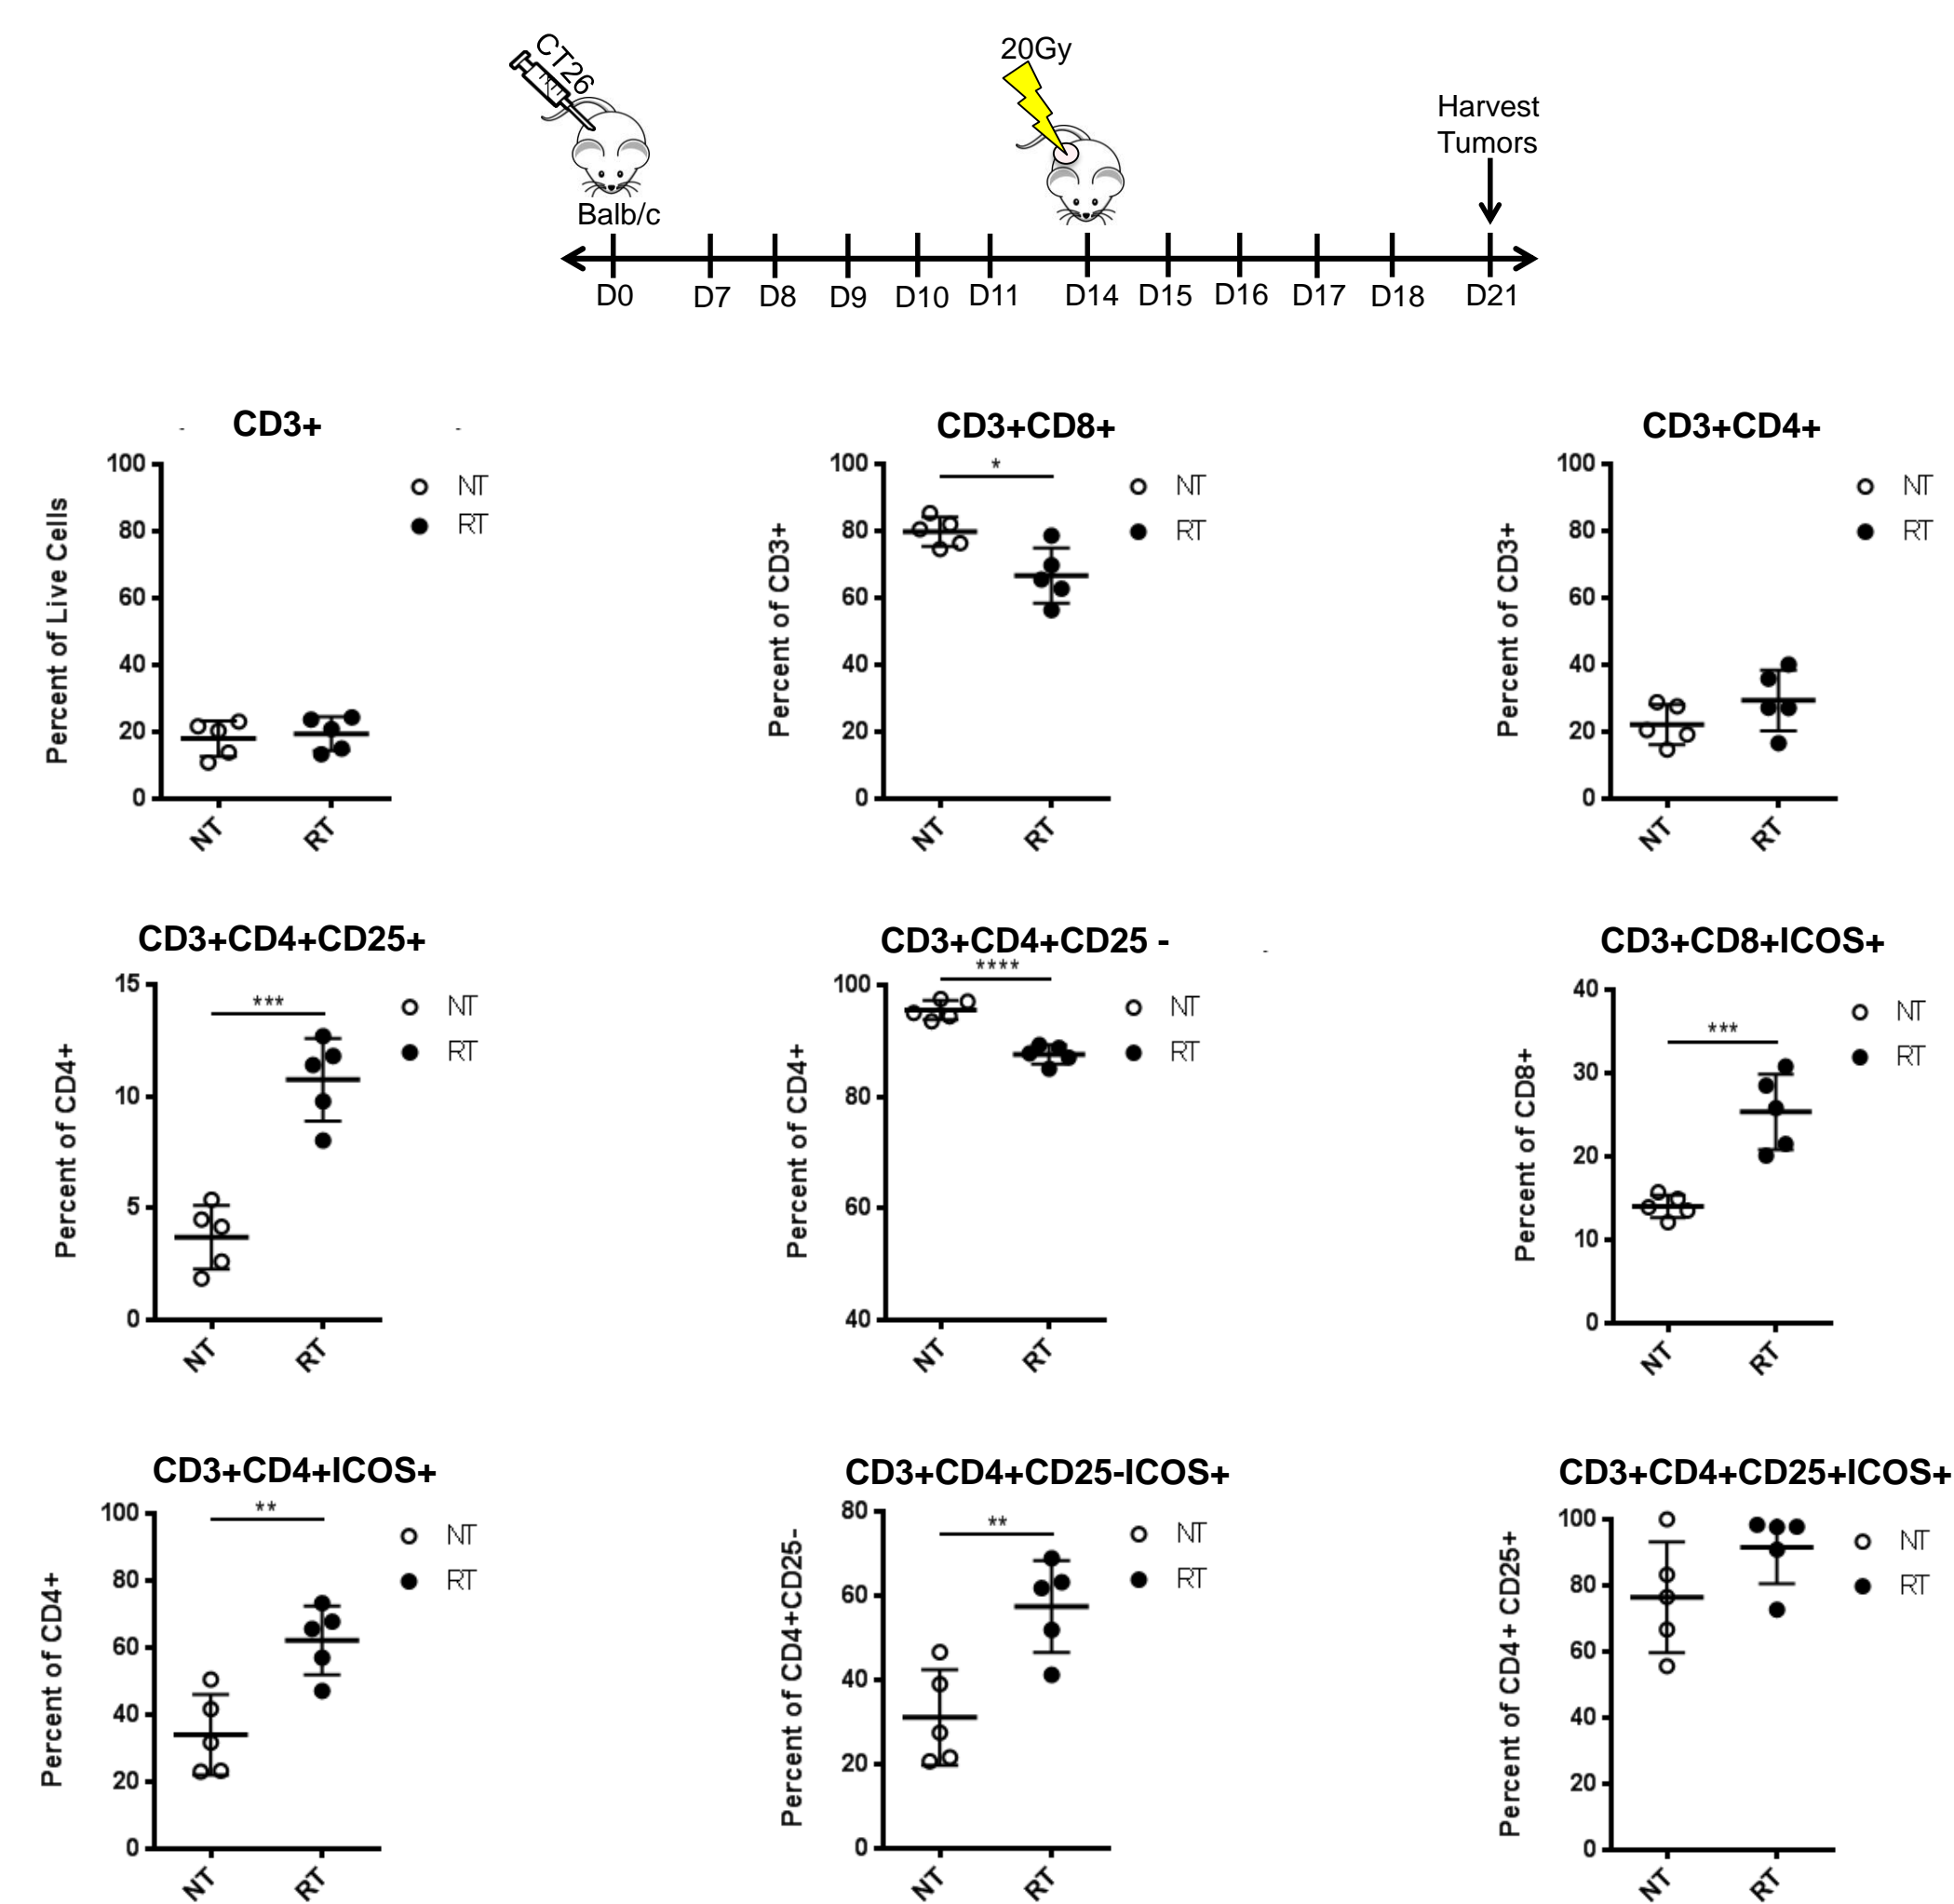 CT26
20Gy
Harvest
Tumors
Balb/c
D0 D7 D8 D9 D10 D11 D14 D15 D16 D17 D18 D21
CD3+
Percent of Live Cells
100
80
60
40
20
0
NT
RT
NT RT
CD3+CD8+
*
Percent of CD3+
100
80
60
40
20
0
NT
RT
NT RT
CD3+CD4+
Percent of CD3+
100
80
60
40
20
0
NT
RT
NT RT
CD3+CD4+CD25+
***
Percent of CD4+
15
10
5
0
NT
RT
NT RT
CD3+CD4+CD25 -
****
Percent of CD4+
100
80
60
40
NT
RT
NT RT
CD3+CD8+ICOS+
***
Percent of CD8+
40
30
20
10
0
NT
RT
NT RT
CD3+CD4+ICOS+
**
Percent of CD4+
100
80
60
40
20
0
NT
RT
NT RT
CD3+CD4+CD25-ICOS+
**
Percent of CD4+CD25-
80
60
40
20
0
NT
RT
NT RT
CD3+CD4+CD25+ICOS+
Percent of CD4+ CD25+
100
80
60
40
20
0
NT
RT
NT RT